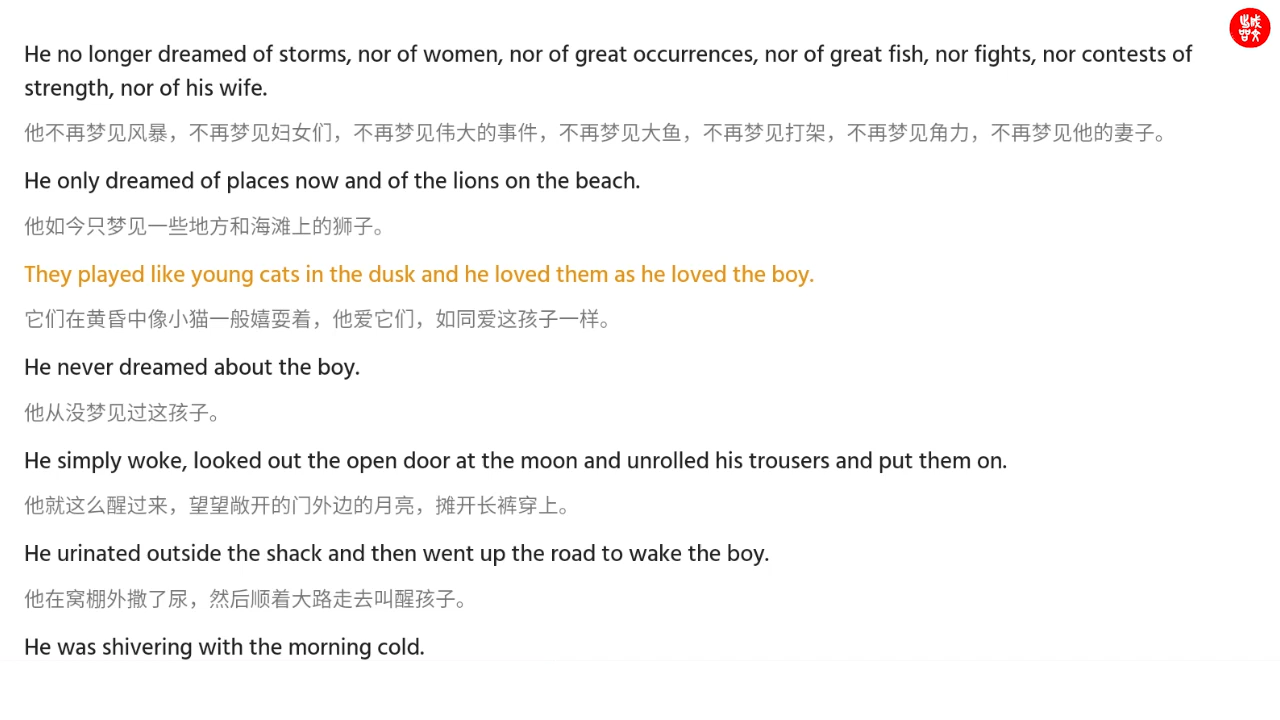 He no longer dreamed of storms, nor of women, nor of great occurrences, nor of great fish, nor fights, nor contests of
strength, nor of his wife.
他不再梦见风暴，不再梦见妇女们，不再梦见伟大的事件，不再梦见大鱼，不再梦见打架，不再梦见角力，不再梦见他的妻子。
He only dreamed of places now and of the lions on the beach.
他如今只梦见一些地方和海滩上的狮子。
They played like young cats in the dusk and he loved them as he loved the boy.
它们在黄昏中像小猫一般嬉耍着，他爱它们，如同爱这孩子一样。
He never dreamed about the boy.
他从没梦见过这孩子。
He simply woke, looked out the open door at the moon and unrolled his trousers and put them on.
他就这么醒过来，望望敞开的门外边的月亮，摊开长裤穿上。
He urinated outside the shack and then went up the road to wake the boy.
他在窝棚外撒了尿，然后顺着大路走去叫醒孩子。
He was shivering with the morning cold.